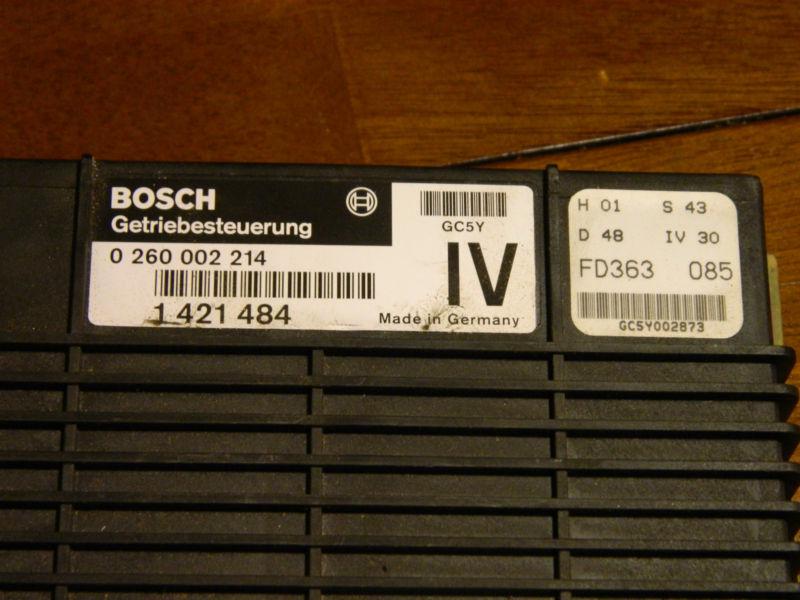 BOSCH
Getriebesteuerung
0 260 002 214
1 421 484
GC5Y
IV
Made in Germany
H 01 S 43
D 48 IV 30
FD363 085
GC5Y002873